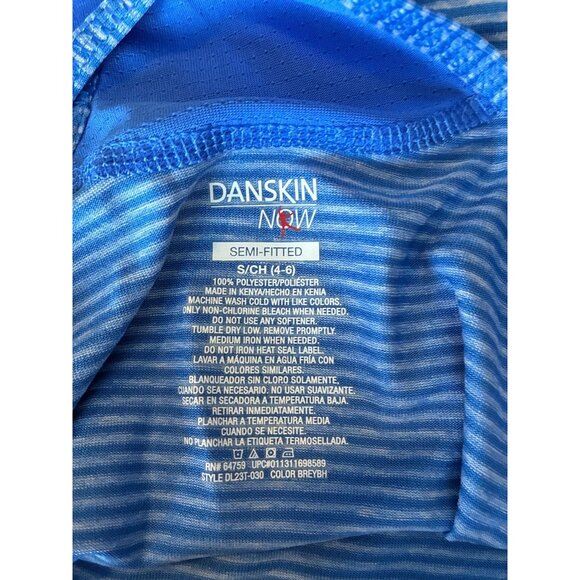 DANSKIN
NOW
SEMI-FITTED
S/CH (4-6)
100% POLYESTER/POLIÉSTER
MADE IN KENYA/HECHO EN KENIA
MACHINE WASH COLD WITH LIKE COLORS.
ONLY NON-CHLORINE BLEACH WHEN NEEDED.
DO NOT USE ANY SOFTENER.
TUMBLE DRY LOW. REMOVE PROMPTLY.
MEDIUM IRON WHEN NEEDED.
DO NOT IRON HEAT SEAL LABEL.
LAVAR A MÁQUINA EN AGUA FRÍA CON
COLORES SIMILARES.
BLANQUEADOR SIN CLORO SOLAMENTE.
CUANDO SEA NECESARIO. NO USAR SUAVIZANTE.
SECAR EN SECADORA A TEMPERATURA BAJA.
RETIRAR INMEDIATAMENTE.
PLANCHAR A TEMPERATURA MEDIA
CUANDO SE NECESITE.
NO PLANCHAR LA ETIQUETA TERMOSELLADA.
RN# 64759 UPC#011311698589
STYLE DL23T-030 COLOR BREYBH